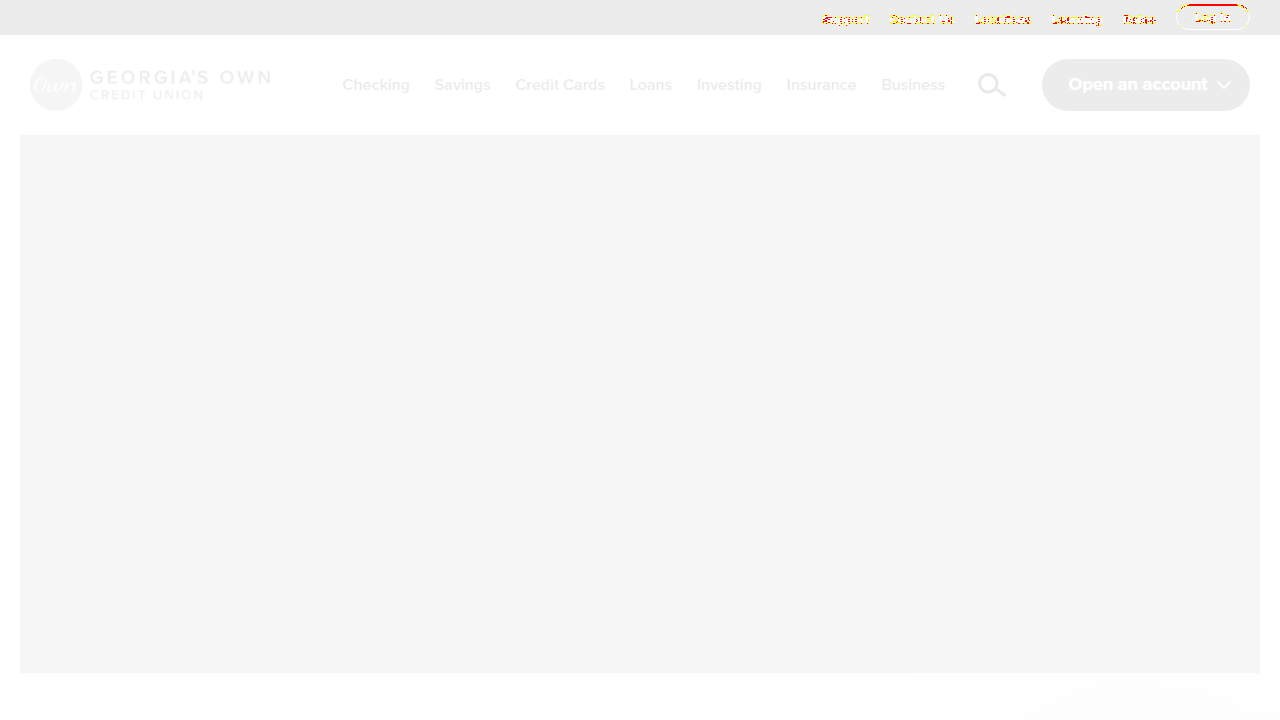 Support Contact Us Locations Learning Rates Log In
Own GEORGIA'S OWN
CREDIT UNION
Checking Savings Credit Cards Loans Investing Insurance Business
Open an account